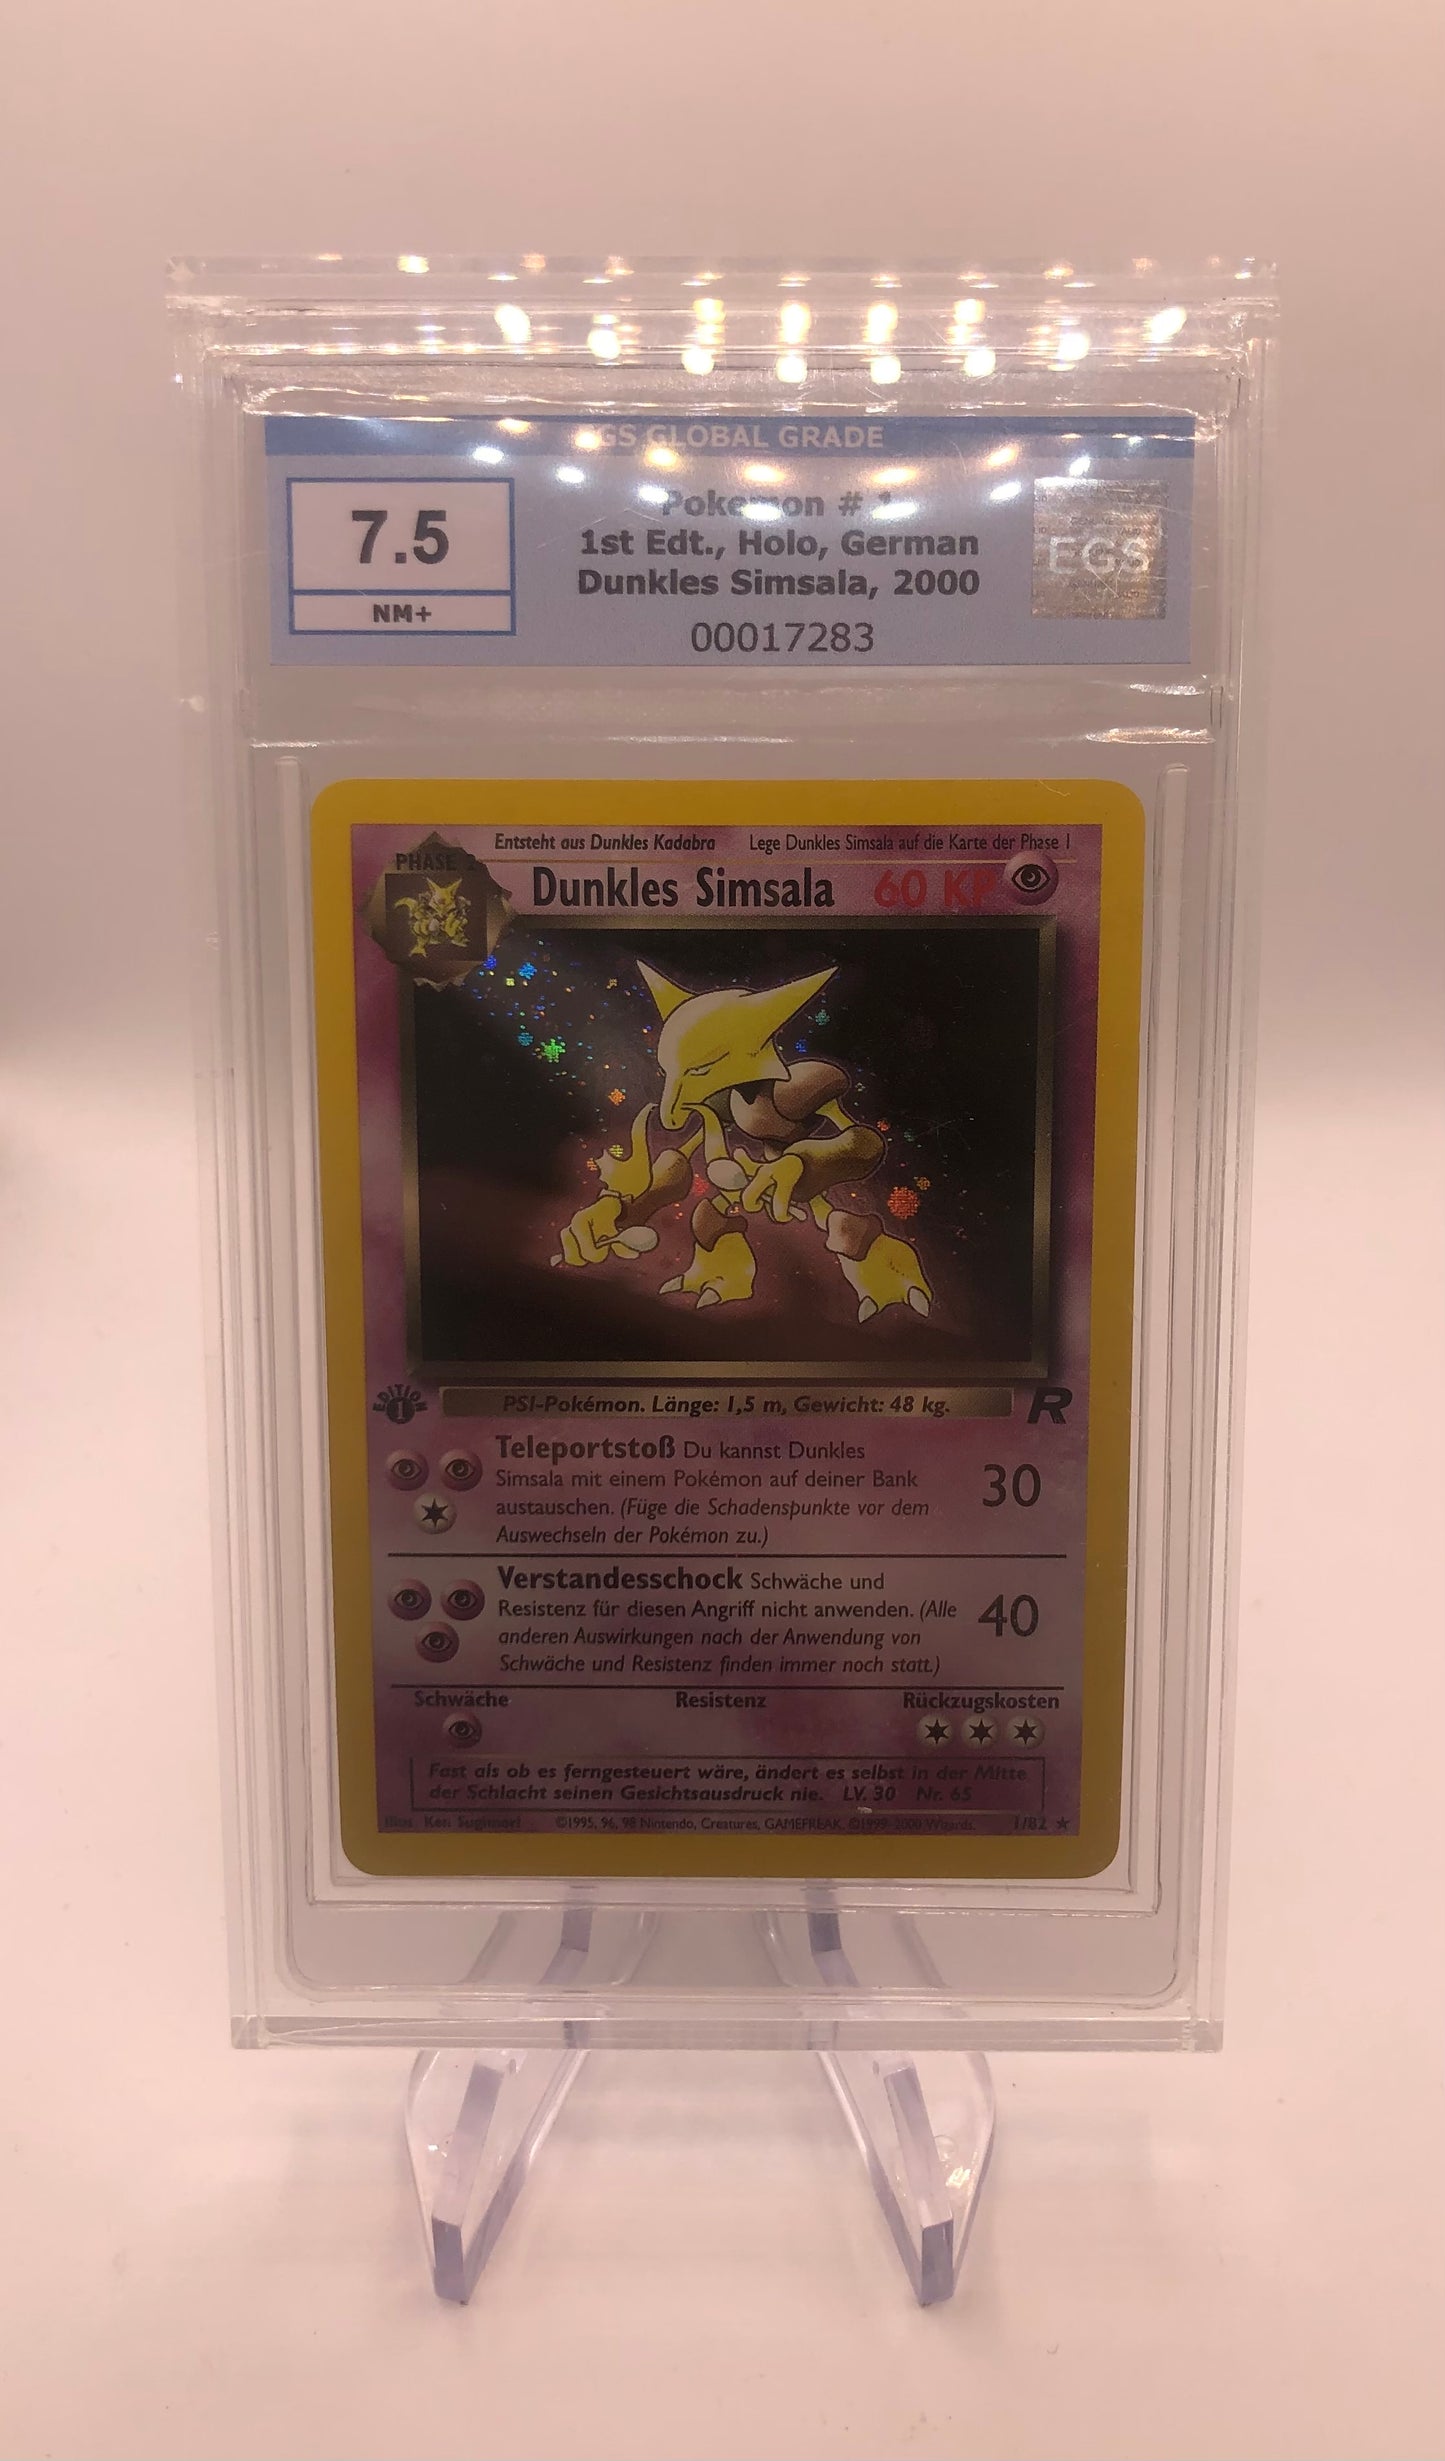 GS GLOBAL GRADE
7.5
NM+
Pokemon # 1
1st Edt., Holo, German
Dunkles Simsala, 2000
00017283
EGS
Entsteht aus Dunkles Kadabra Lege Dunkles Simsala auf die Karte der Phase 1
PHASE 2
Dunkles Simsala 60 KP
EDITION 1
PSI-Pokémon. Länge: 1,5 m, Gewicht: 48 kg.
R
Teleportstoß Du kannst Dunkles
Simsala mit einem Pokémon auf deiner Bank
austauschen. (Füge die Schadenspunkte vor dem
Auswechseln der Pokémon zu.)
30
Verstandesschock Schwäche und
Resistenz für diesen Angriff nicht anwenden. (Alle
anderen Auswirkungen nach der Anwendung von
Schwäche und Resistenz finden immer noch statt.)
40
Schwäche Resistenz Rückzugskosten
Fast als ob es ferngesteuert wäre, ändert es selbst in der Mitte
der Schlacht seinen Gesichtsausdruck nie. LV. 30 Nr. 65
Illus. Ken Sugimori ©1995, 96, 98 Nintendo, Creatures, GAMEFREAK. ©1999-2000 Wizards. 1/82 ★